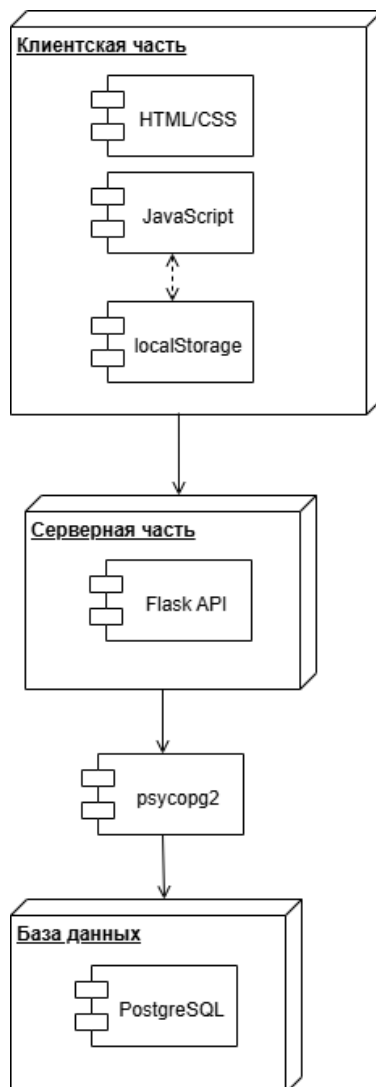 Клиентская часть
HTML/CSS
JavaScript
localStorage
Серверная часть
Flask API
psycopg2
База данных
PostgreSQL